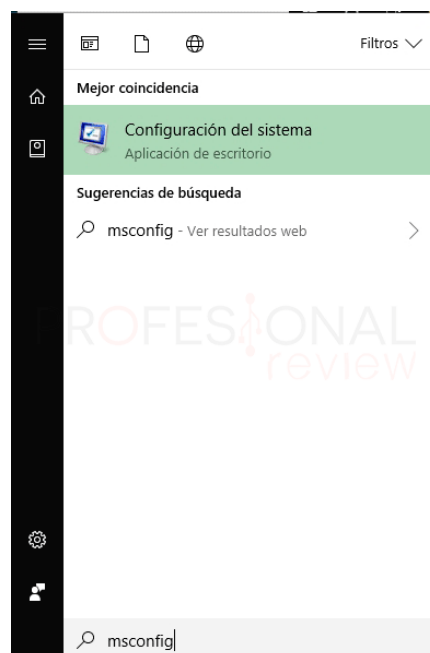 Filtros
Mejor coincidencia
Configuración del sistema
Aplicación de escritorio
Sugerencias de búsqueda
msconfig - Ver resultados web
PROFESIONAL
review
msconfig